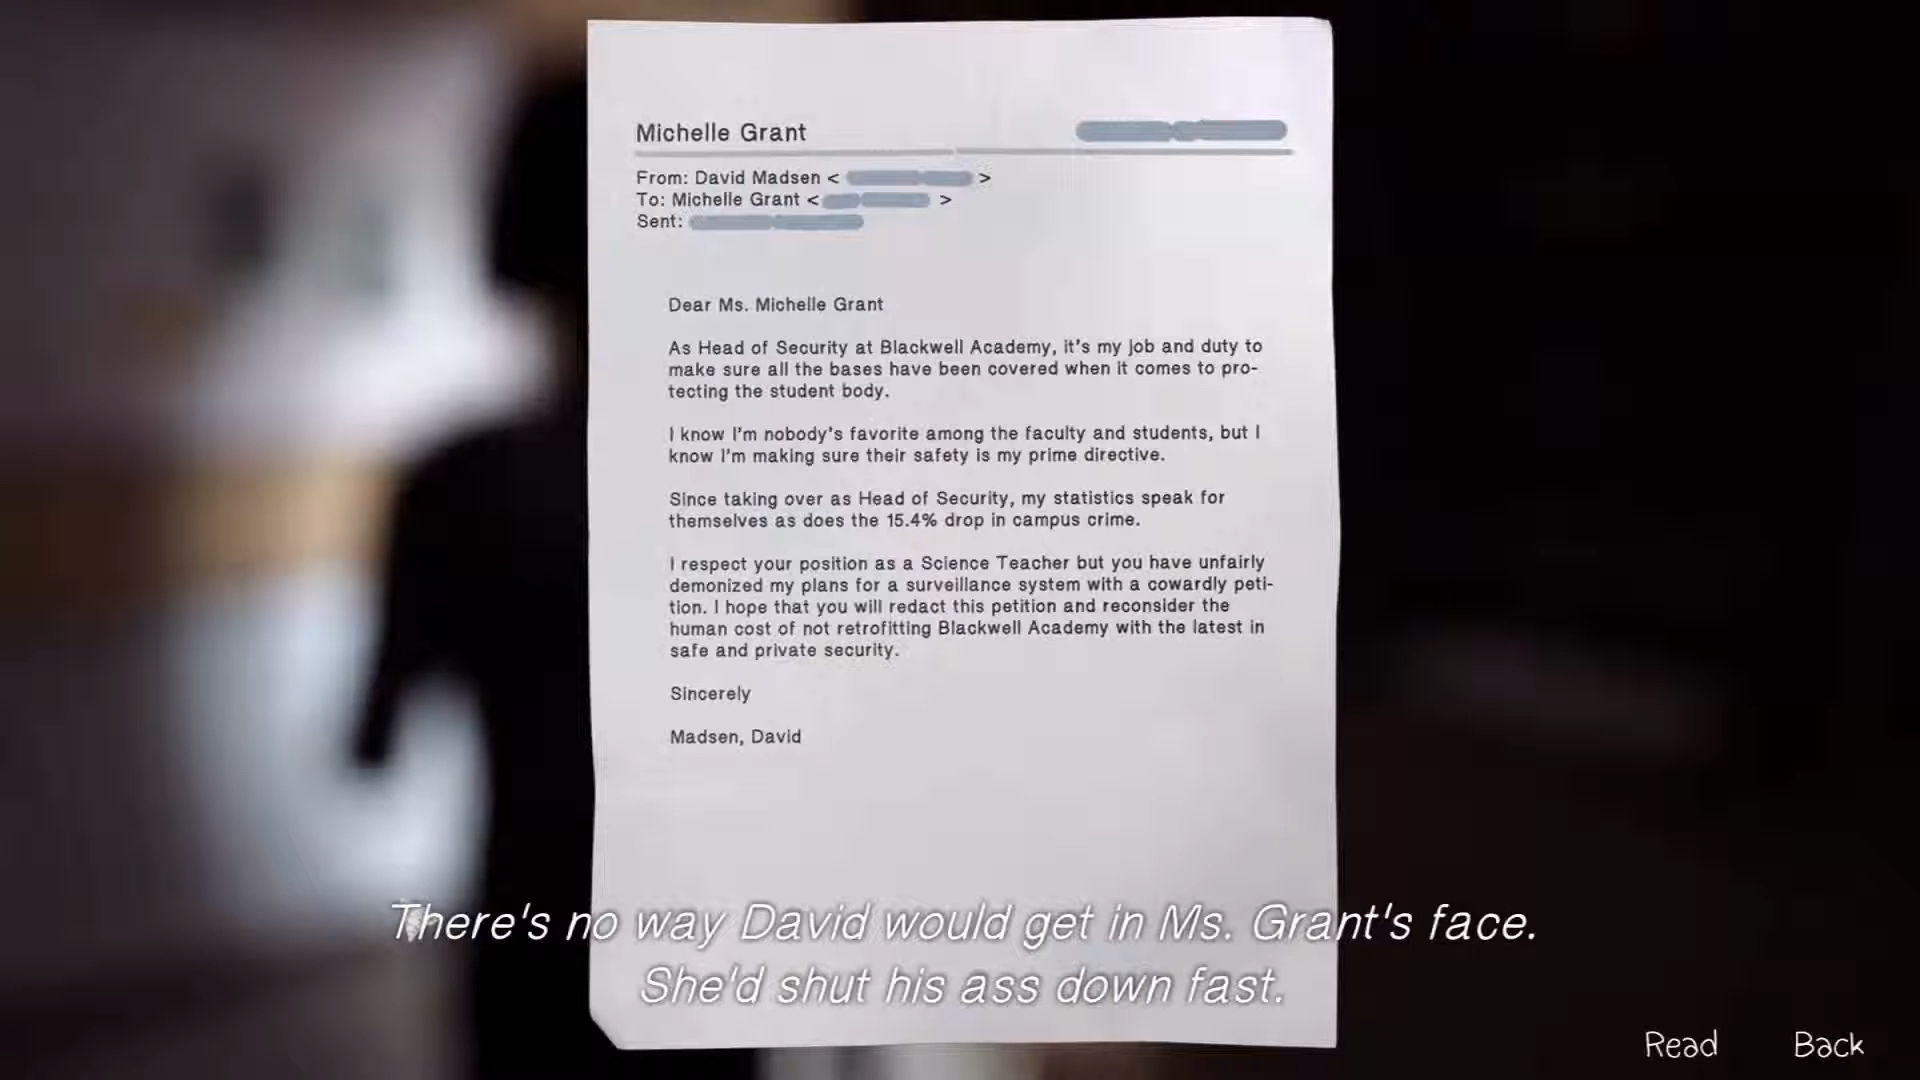 Michelle Grant
From: David Madsen < >
To: Michelle Grant < >
Sent:
Dear Ms. Michelle Grant
As Head of Security at Blackwell Academy, it's my job and duty to
make sure all the bases have been covered when it comes to pro-
tecting the student body.
I know I'm nobody's favorite among the faculty and students, but I
know I'm making sure their safety is my prime directive.
Since taking over as Head of Security, my statistics speak for
themselves as does the 15.4% drop in campus crime.
I respect your position as a Science Teacher but you have unfairly
demonized my plans for a surveillance system with a cowardly peti-
tion. I hope that you will redact this petition and reconsider the
human cost of not retrofitting Blackwell Academy with the latest in
safe and private security.
Sincerely
Madsen, David
There's no way David would get in Ms. Grant's face.
She'd shut his ass down fast.
Read Back